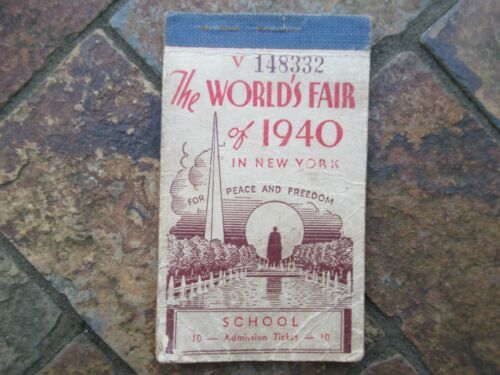 V 148332
The WORLD'S FAIR
of 1940
IN NEW YORK
FOR PEACE AND FREEDOM
SCHOOL
10 — Admission Ticket — 10